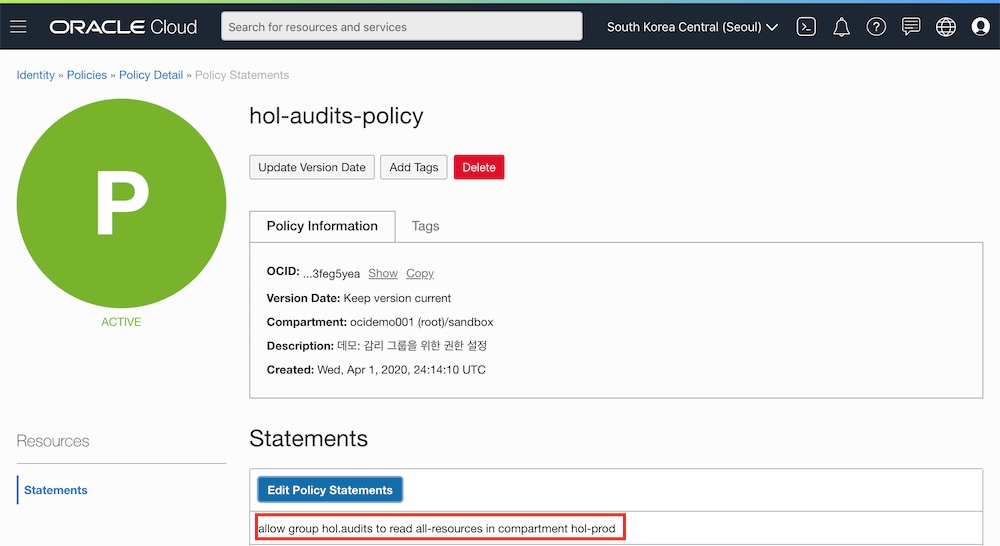 ORACLE Cloud
Search for resources and services
South Korea Central (Seoul)
Identity » Policies » Policy Detail » Policy Statements
P
ACTIVE
hol-audits-policy
Update Version Date
Add Tags
Delete
Policy Information
Tags
OCID: ...3feg5yea Show Copy
Version Date: Keep version current
Compartment: ocidemo001 (root)/sandbox
Description: 데모: 감리 그룹을 위한 권한 설정
Created: Wed, Apr 1, 2020, 24:14:10 UTC
Resources
Statements
Statements
Edit Policy Statements
allow group hol.audits to read all-resources in compartment hol-prod